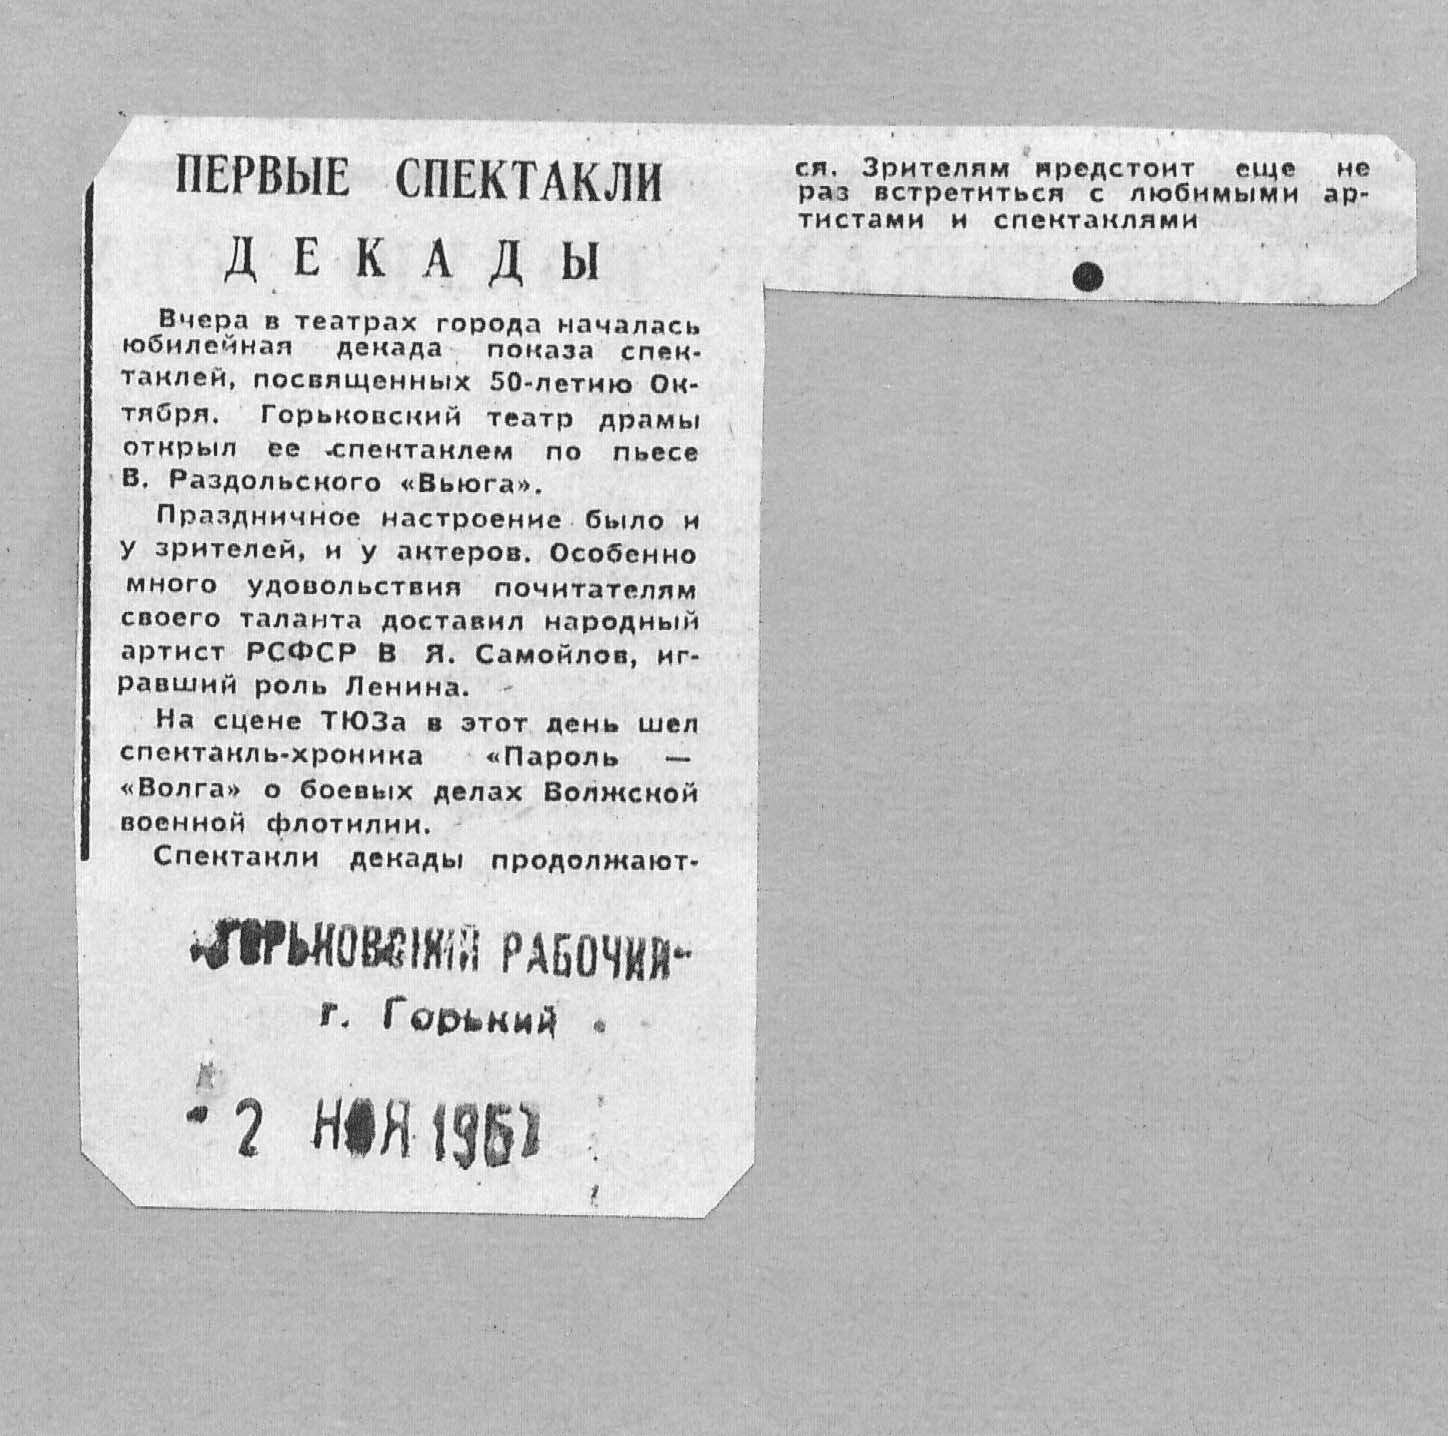 ПЕРВЫЕ СПЕКТАКЛИ
ДЕКАДЫ
Вчера в театрах города началась
юбилейная декада показа спек-
таклей, посвященных 50-летию Ок-
тября. Горьковский театр драмы
открыл ее спектаклем по пьесе
В. Раздольского «Вьюга».
Праздничное настроение было и
у зрителей, и у актеров. Особенно
много удовольствия почитателям
своего таланта доставил народный
артист РСФСР В Я. Самойлов, иг-
равший роль Ленина.
На сцене ТЮЗа в этот день шел
спектакль-хроника «Пароль —
«Волга» о боевых делах Волжской
военной флотилии.
Спектакли декады продолжают-
ся. Зрителям предстоит еще не
раз встретиться с любимыми ар-
тистами и спектаклями
ГОРЬКОВСКИЙ РАБОЧИЙ
г. Горький
2 НОЯ 1967